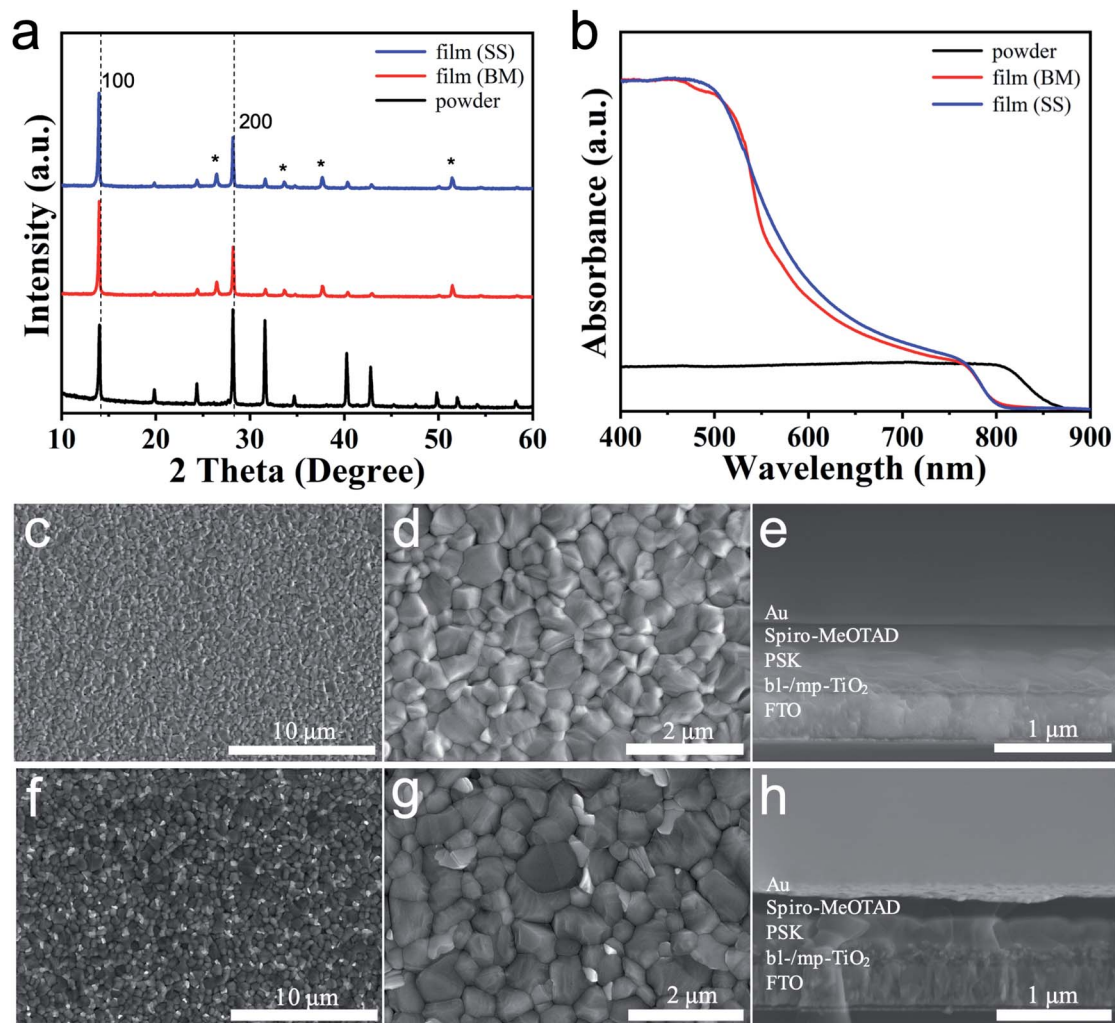 a
film (SS)
film (BM)
powder
100
200
*
*
*
*
Intensity (a.u.)
10
20
30
40
50
60
2 Theta (Degree)
b
powder
film (BM)
film (SS)
Absorbance (a.u.)
400
500
600
700
800
900
Wavelength (nm)
c
10 μm
d
2 μm
e
Au
Spiro-MeOTAD
PSK
bl-/mp-TiO₂
FTO
1 μm
f
10 μm
g
2 μm
h
Au
Spiro-MeOTAD
PSK
bl-/mp-TiO₂
FTO
1 μm